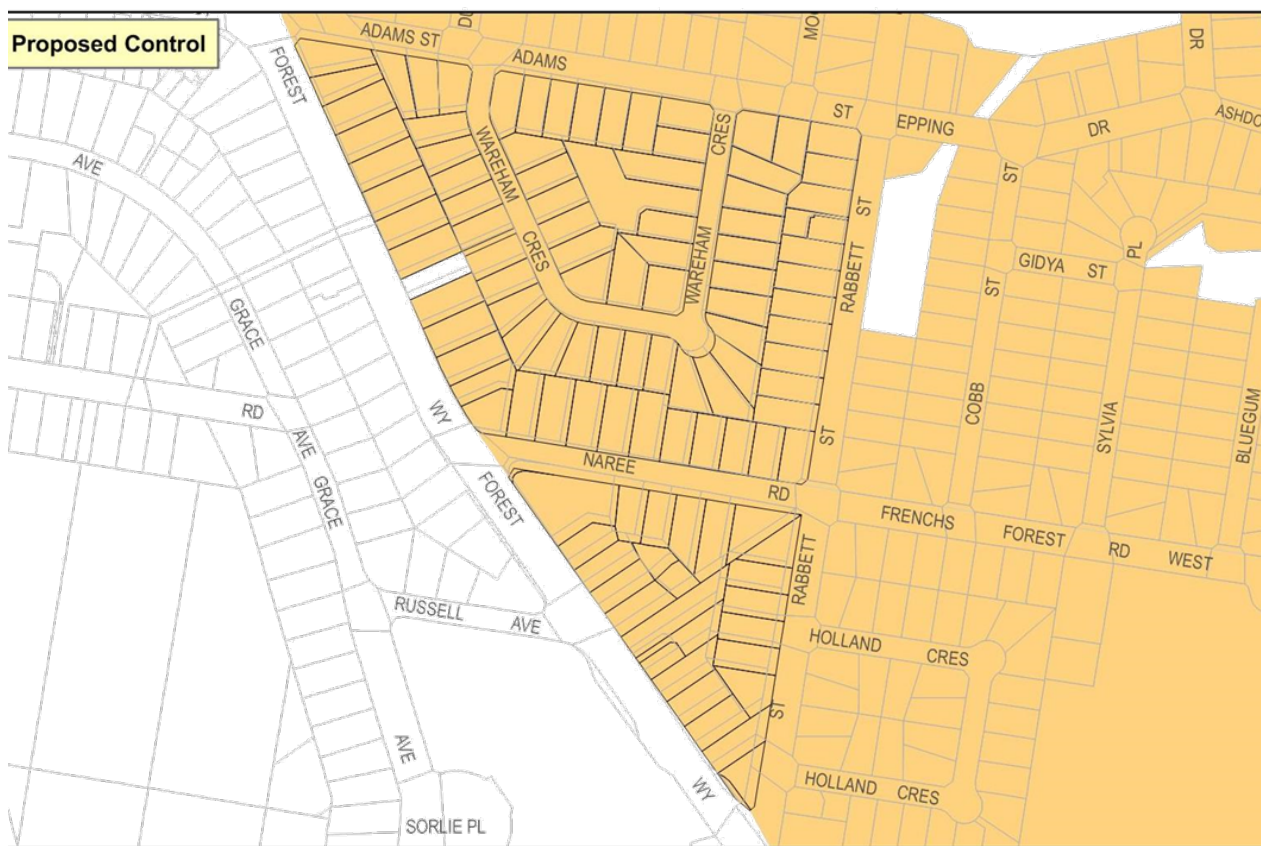 Proposed Control
ADAMS ST
ADAMS
ST
EPPING
DR
DR
ASHDO
FOREST
AVE
WAREHAM
CRES
CRES
WAREHAM
ST
RABBETT
ST
ST
GIDYA ST
PL
GRACE
COBB
SYLVIA
BLUEGUM
RD
WY
ST
AVE
GRACE
NAREE
RD
FOREST
FRENCHS FOREST RD WEST
RUSSELL AVE
RABBETT
HOLLAND CRES
ST
AVE
WY
HOLLAND CRES
SORLIE PL